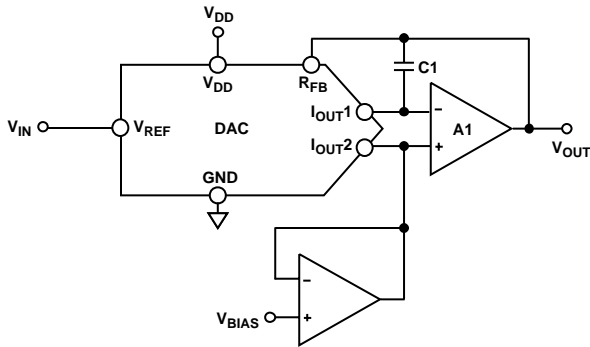 VDD
VDD
RFB
C1
VIN
VREF
DAC
IOUT1
IOUT2
GND
−
+
A1
VOUT
−
+
VBIAS